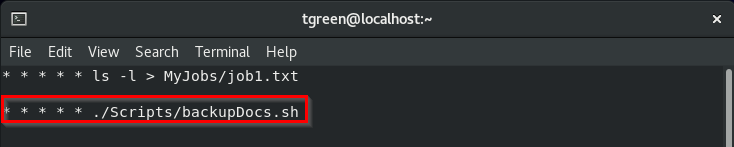 tgreen@localhost:~
File Edit View Search Terminal Help
* * * * * ls -l > MyJobs/job1.txt
* * * * * ./Scripts/backupDocs.sh